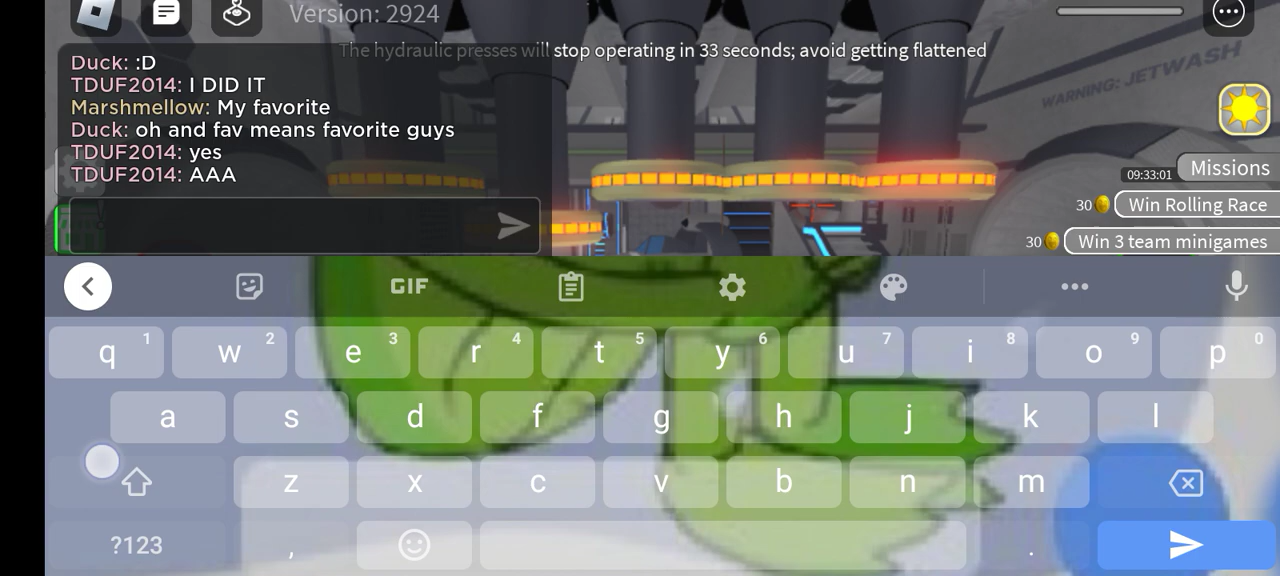 Version: 2924
The hydraulic presses will stop operating in 33 seconds; avoid getting flattened
WARNING: JETWASH
Duck: :D
TDUF2014: I DID IT
Marshmellow: My favorite
Duck: oh and fav means favorite guys
TDUF2014: yes
TDUF2014: AAA
09:33:01 Missions
30 Win Rolling Race
30 Win 3 team minigames
GIF
q 1 w 2 e 3 r 4 t 5 y 6 u 7 i 8 o 9 p 0
a s d f g h j k l
z x c v b n m
?123 , .